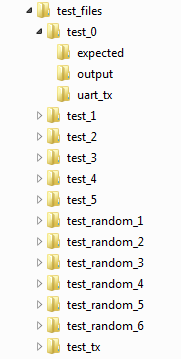 test_files
test_0
expected
output
uart_tx
test_1
test_2
test_3
test_4
test_5
test_random_1
test_random_2
test_random_3
test_random_4
test_random_5
test_random_6
test_tx